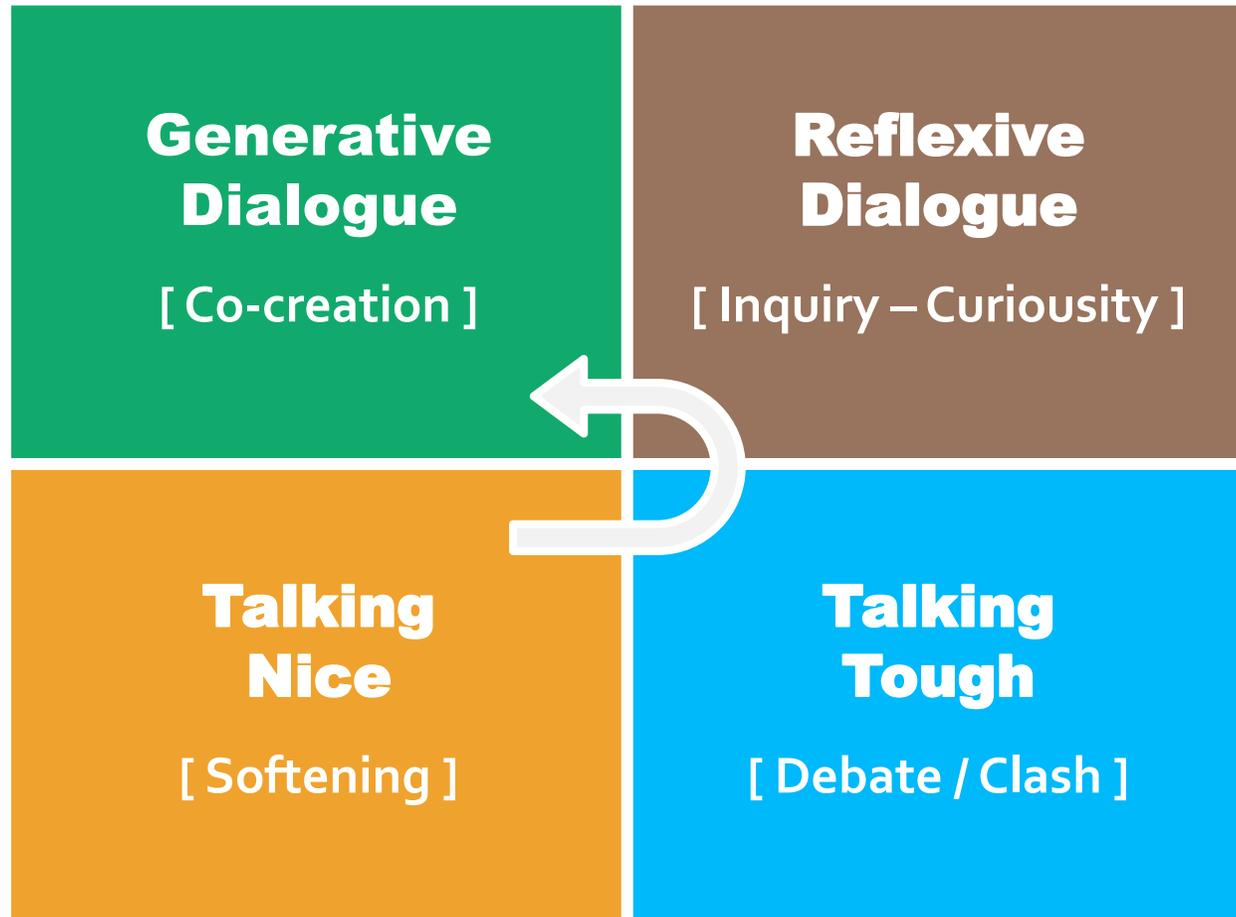 Generative
Dialogue
[ Co-creation ]
Reflexive
Dialogue
[ Inquiry – Curiousity ]
Talking
Nice
[ Softening ]
Talking
Tough
[ Debate / Clash ]